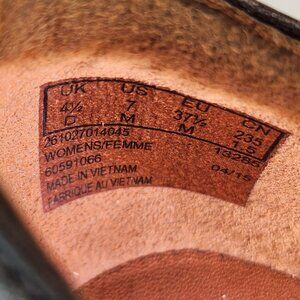 UK US EU CN
4½ 7 37½ 235
D M M 1.5
261027014045
WOMENS/FEMME
60591066 04/15
MADE IN VIETNAM
FABRIQUE AU VIETNAM